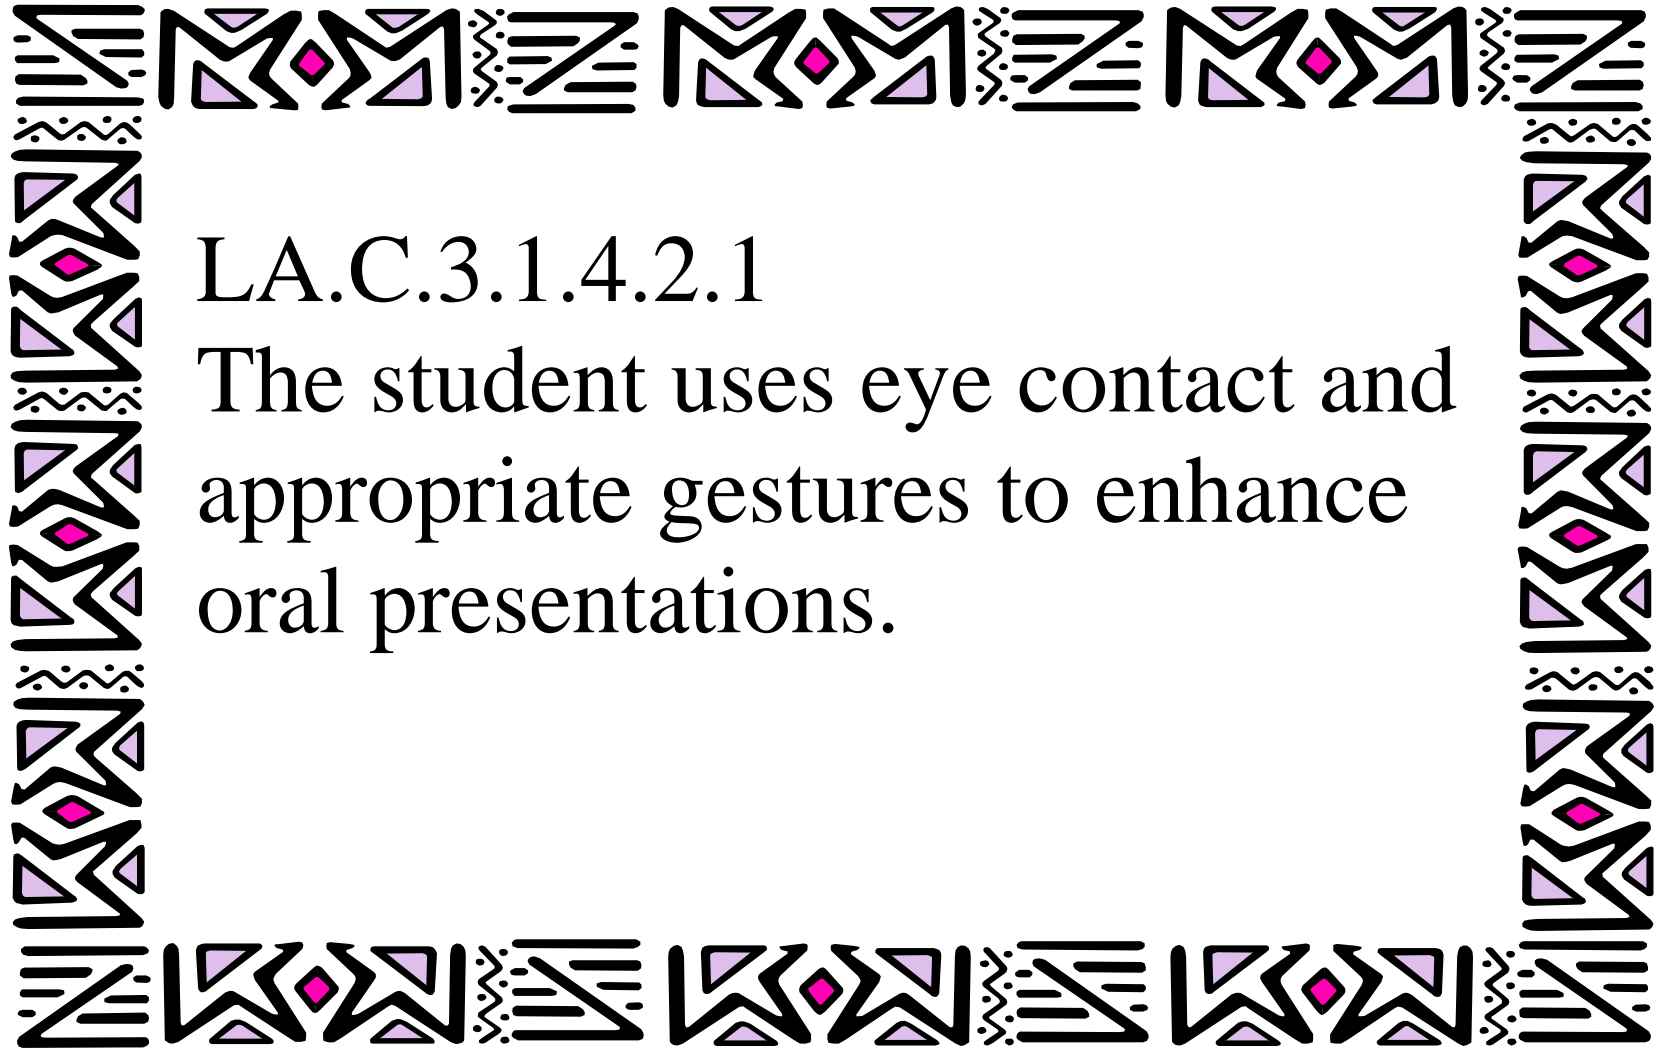 LA.C.3.1.4.2.1
The student uses eye contact and
appropriate gestures to enhance
oral presentations.